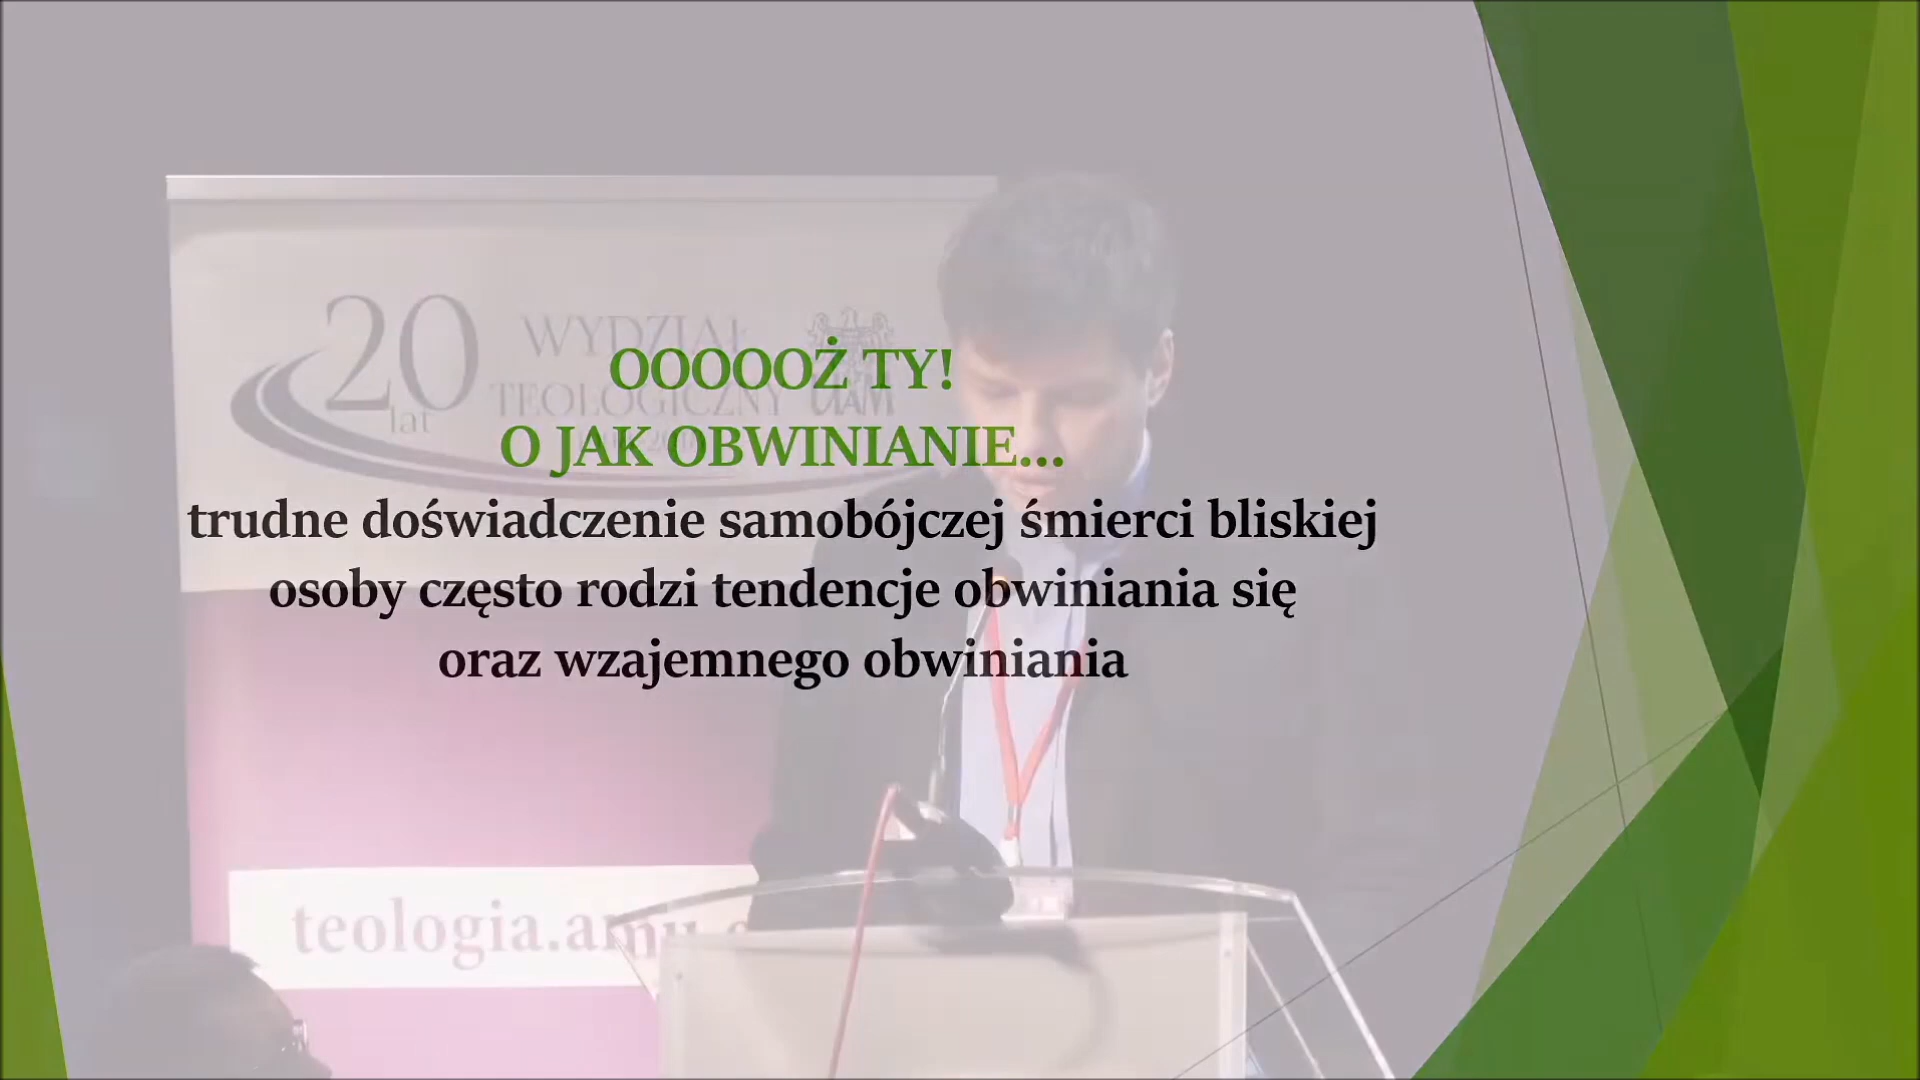 20
lat
WYDZIAŁ
TEOLOGICZNY
UAM
OOOOOŻ TY!
O JAK OBWINIANIE...
trudne doświadczenie samobójczej śmierci bliskiej
osoby często rodzi tendencje obwiniania się
oraz wzajemnego obwiniania
teologia.amu.